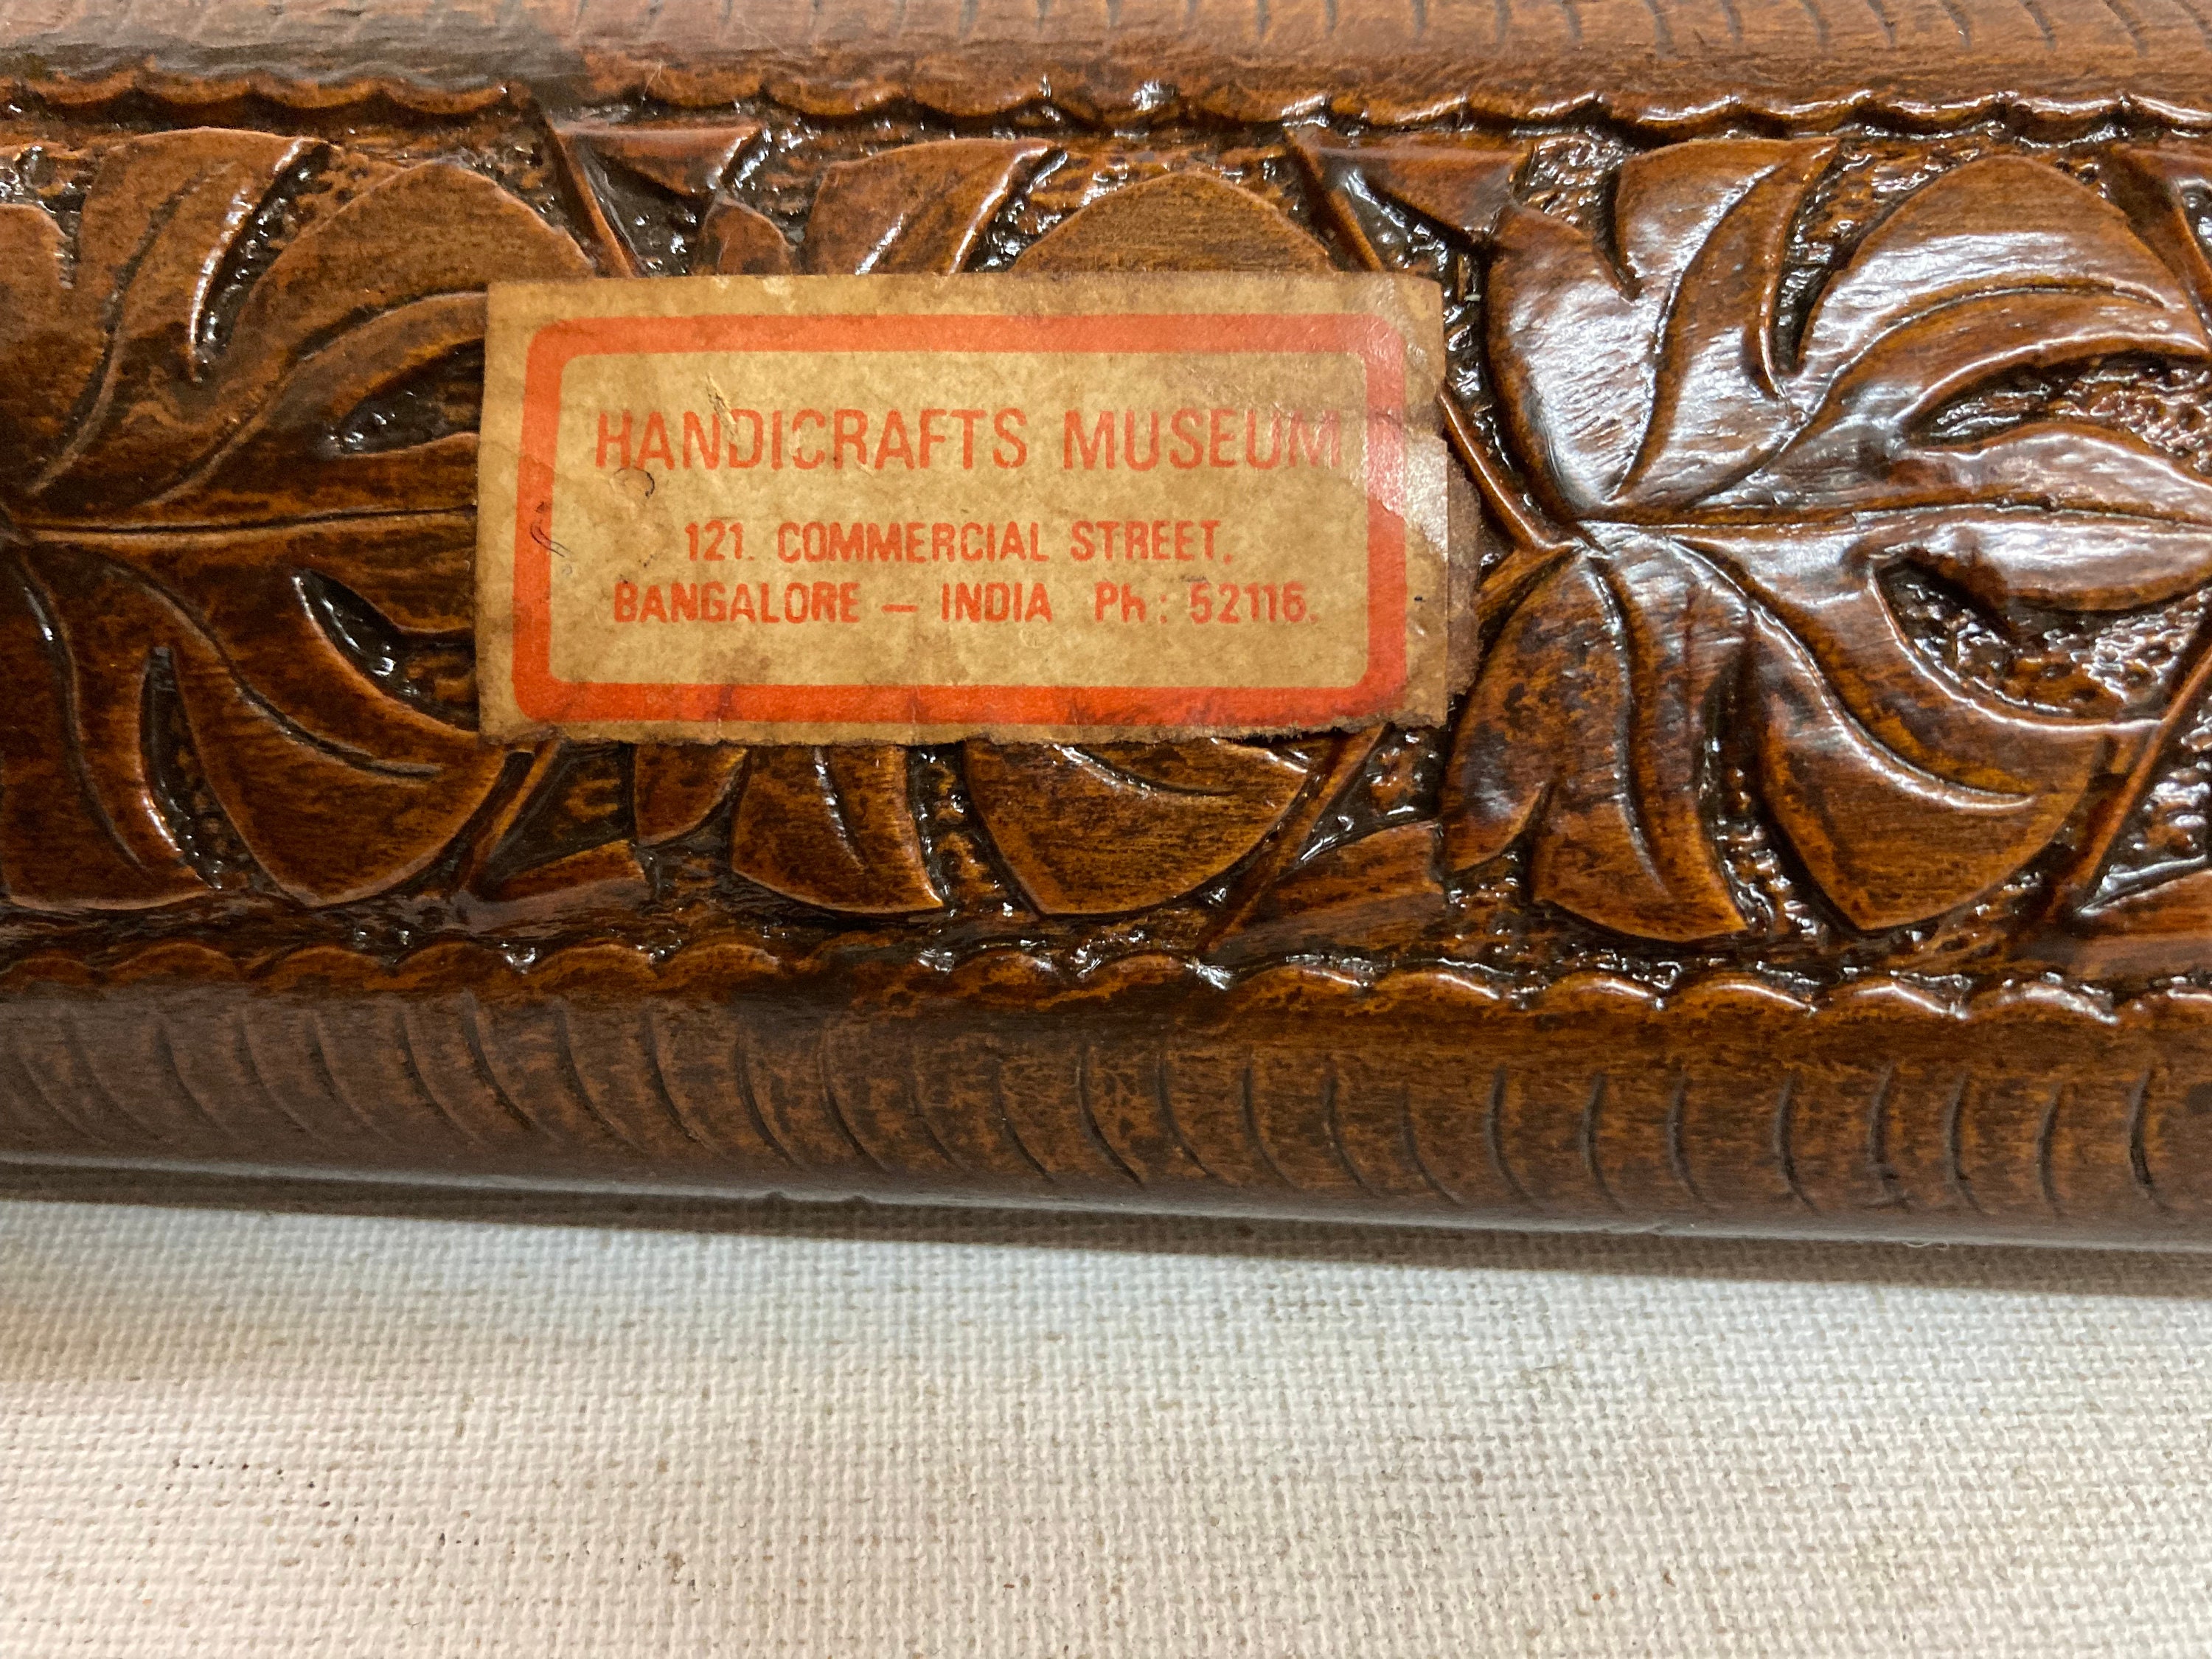 HANDICRAFTS MUSEUM
121. COMMERCIAL STREET,
BANGALORE — INDIA Ph: 52116.